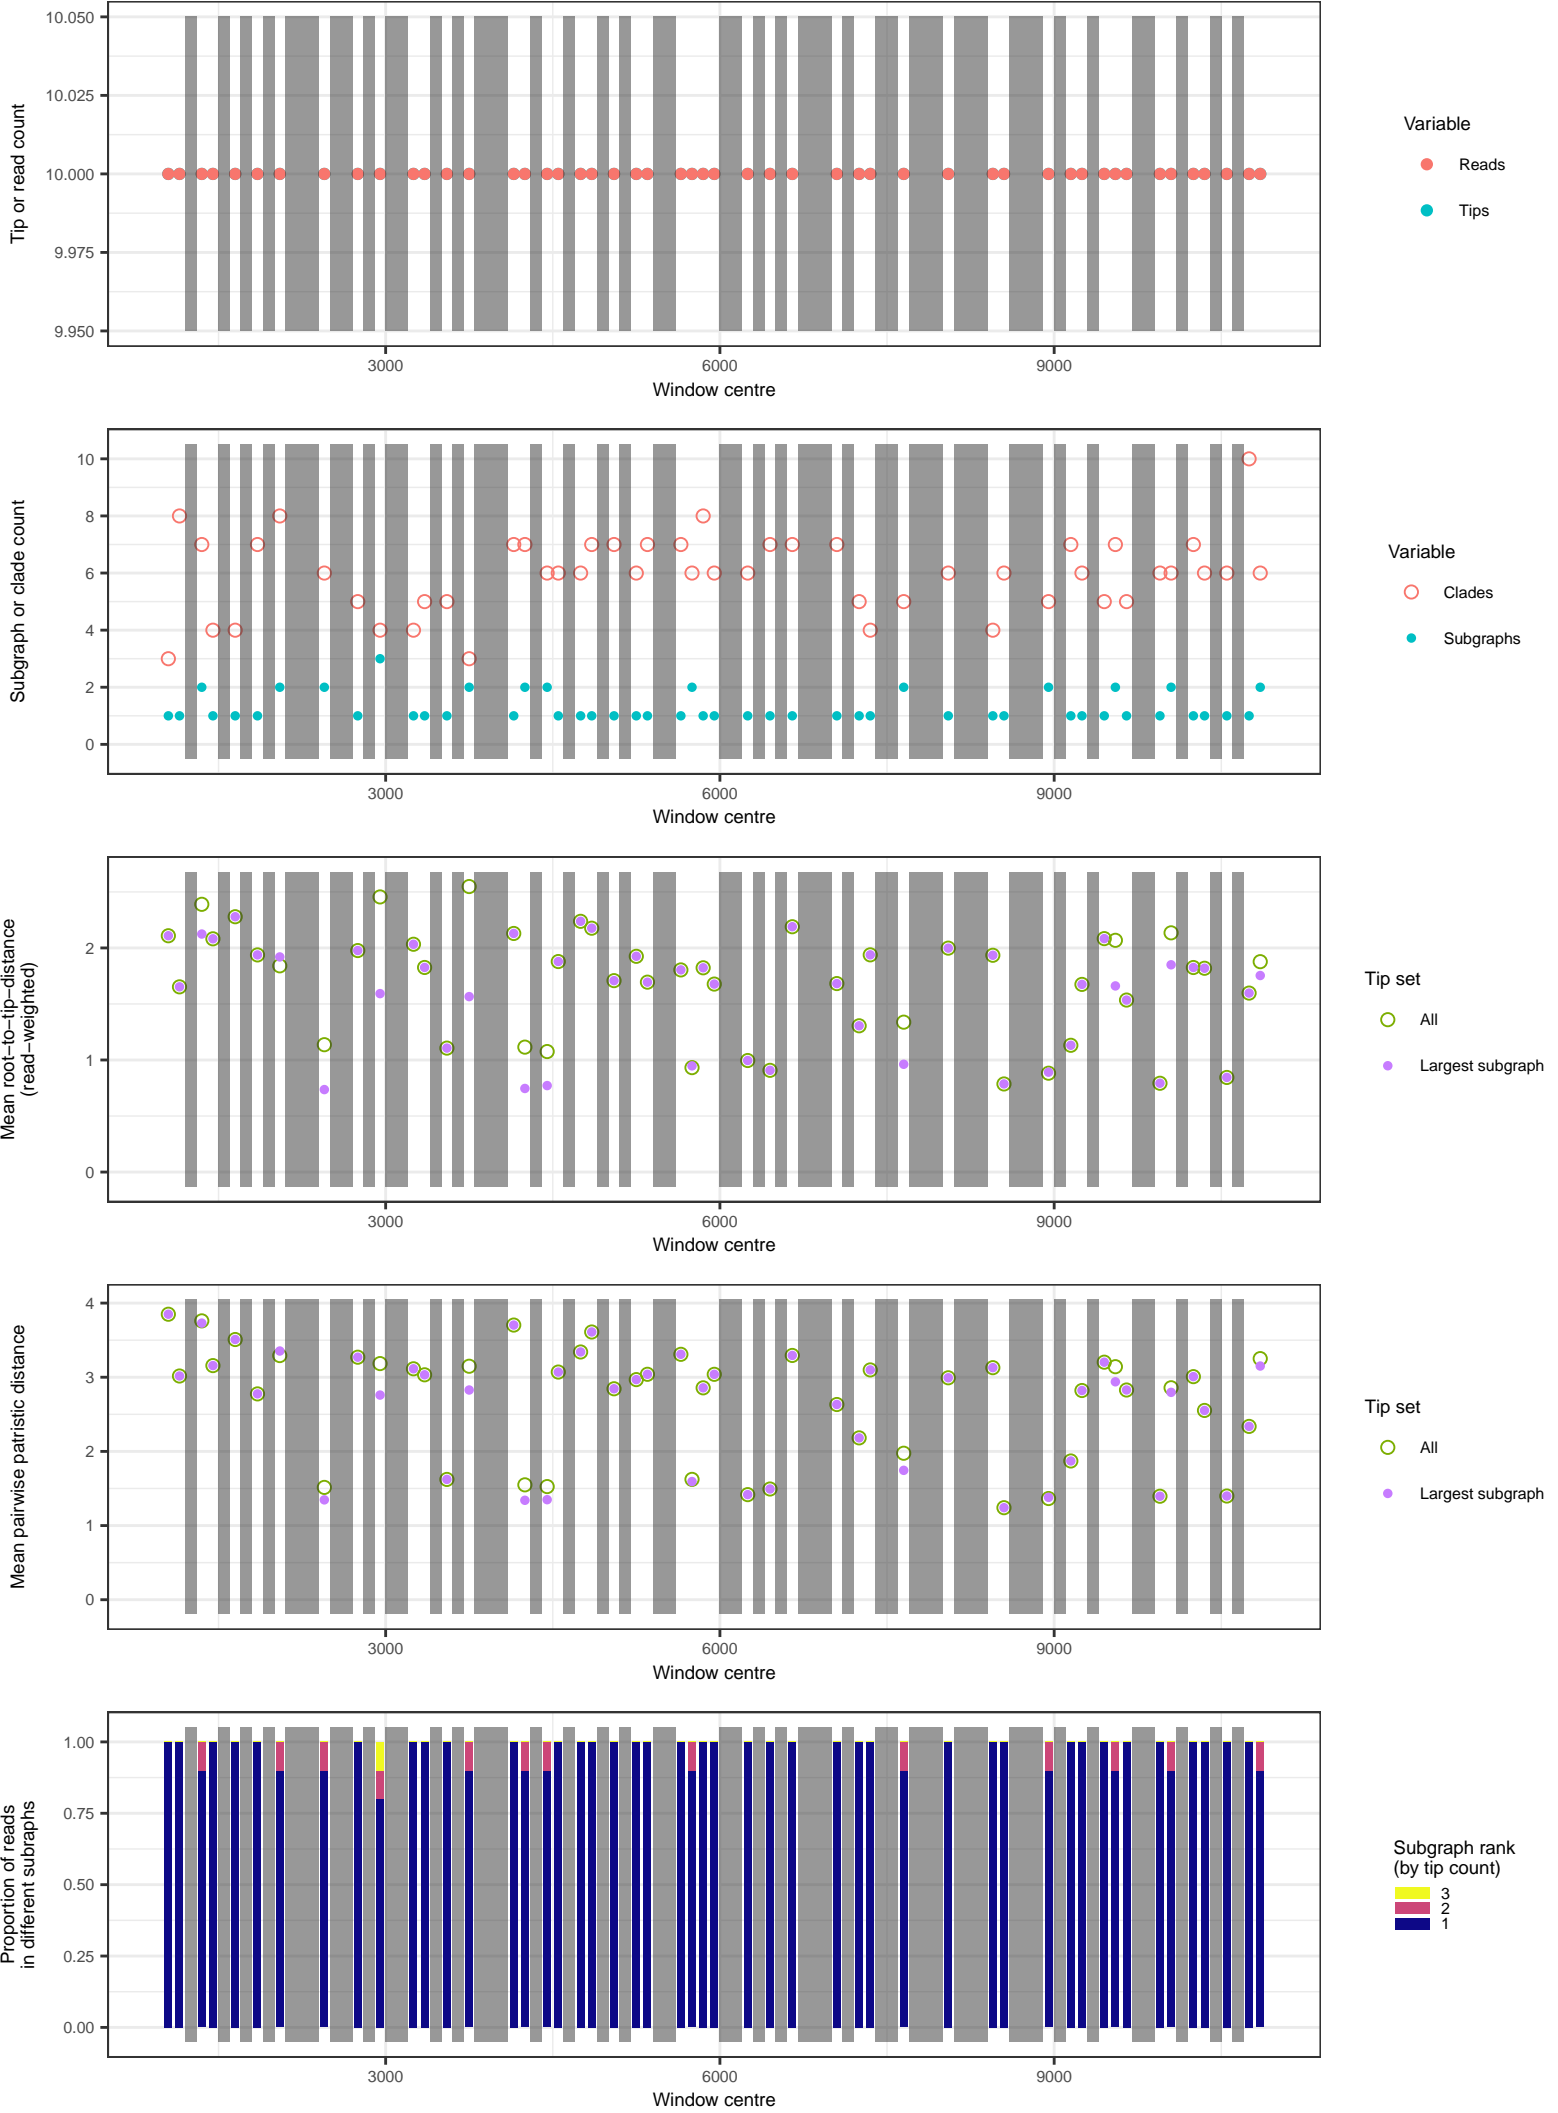 10.050
10.025
10.000
9.975
9.950
Tip or read count
3000
6000
9000
Window centre
Variable
Reads
Tips
10
8
6
4
2
0
Subgraph or clade count
3000
6000
9000
Window centre
Variable
Clades
Subgraphs
2
1
0
Mean root−to−tip−distance
(read−weighted)
3000
6000
9000
Window centre
Tip set
All
Largest subgraph
4
3
2
1
0
Mean pairwise patristic distance
3000
6000
9000
Window centre
Tip set
All
Largest subgraph
1.00
0.75
0.50
0.25
0.00
Proportion of reads
in different subraphs
3000
6000
9000
Window centre
Subgraph rank
(by tip count)
3
2
1